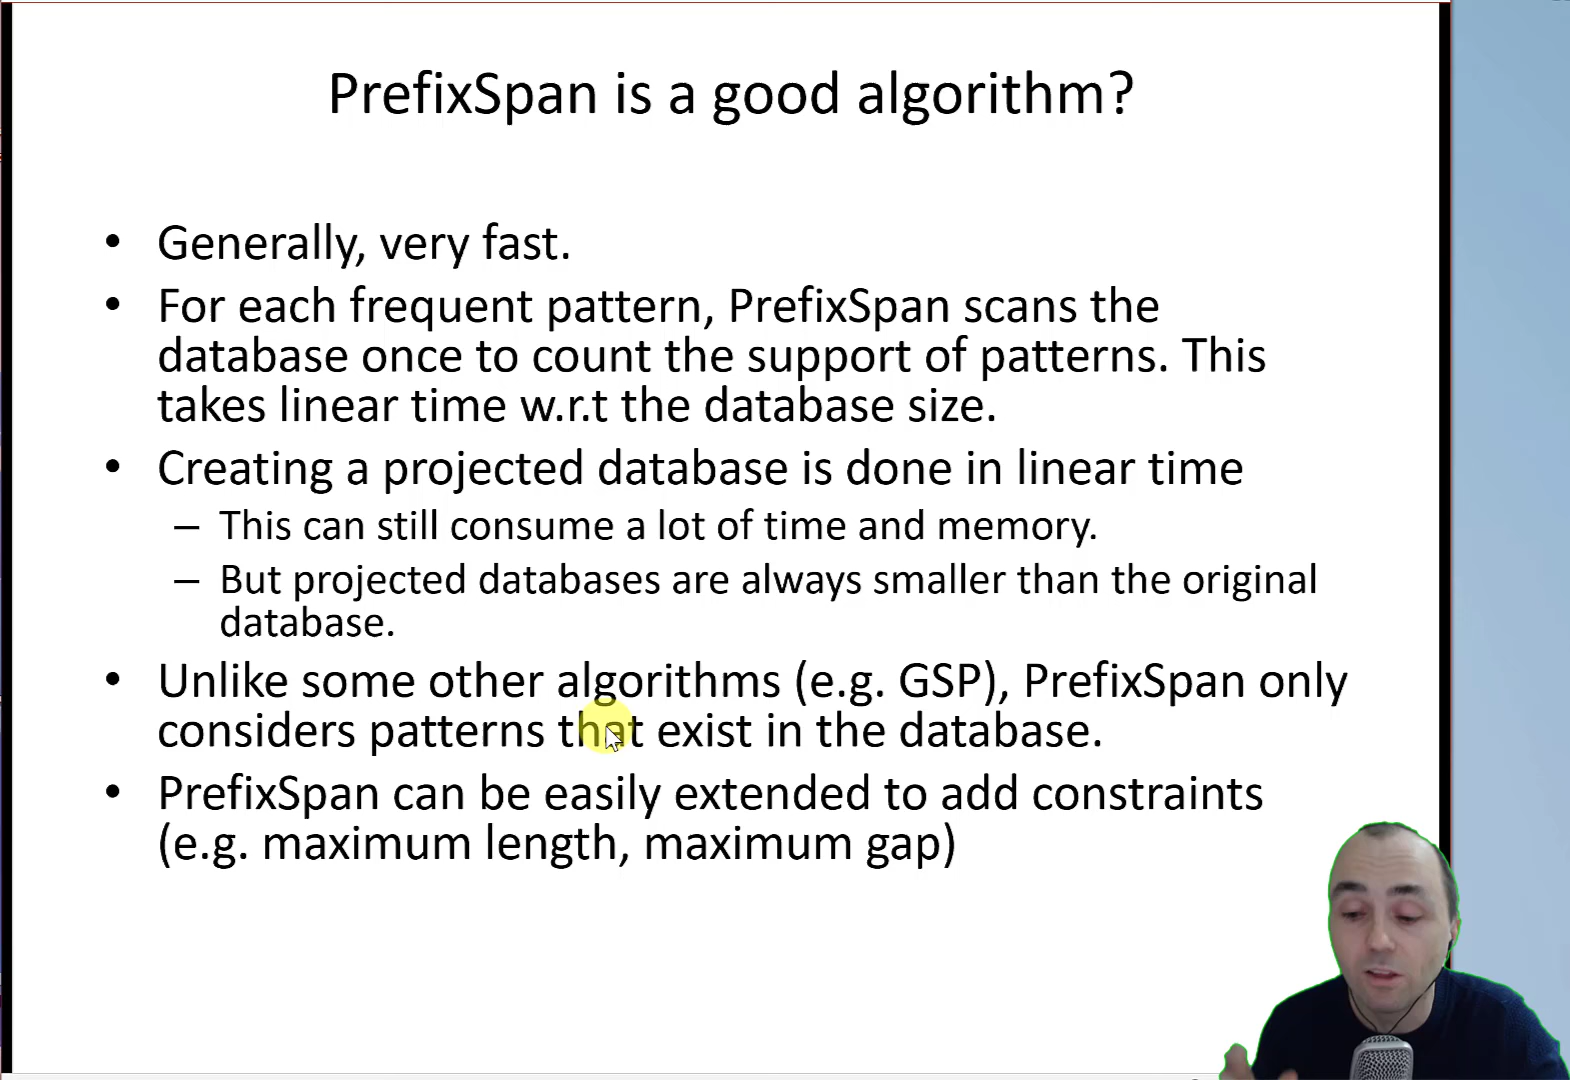 PrefixSpan is a good algorithm?
• Generally, very fast.
• For each frequent pattern, PrefixSpan scans the
database once to count the support of patterns. This
takes linear time w.r.t the database size.
• Creating a projected database is done in linear time
– This can still consume a lot of time and memory.
– But projected databases are always smaller than the original
database.
• Unlike some other algorithms (e.g. GSP), PrefixSpan only
considers patterns that exist in the database.
• PrefixSpan can be easily extended to add constraints
(e.g. maximum length, maximum gap)